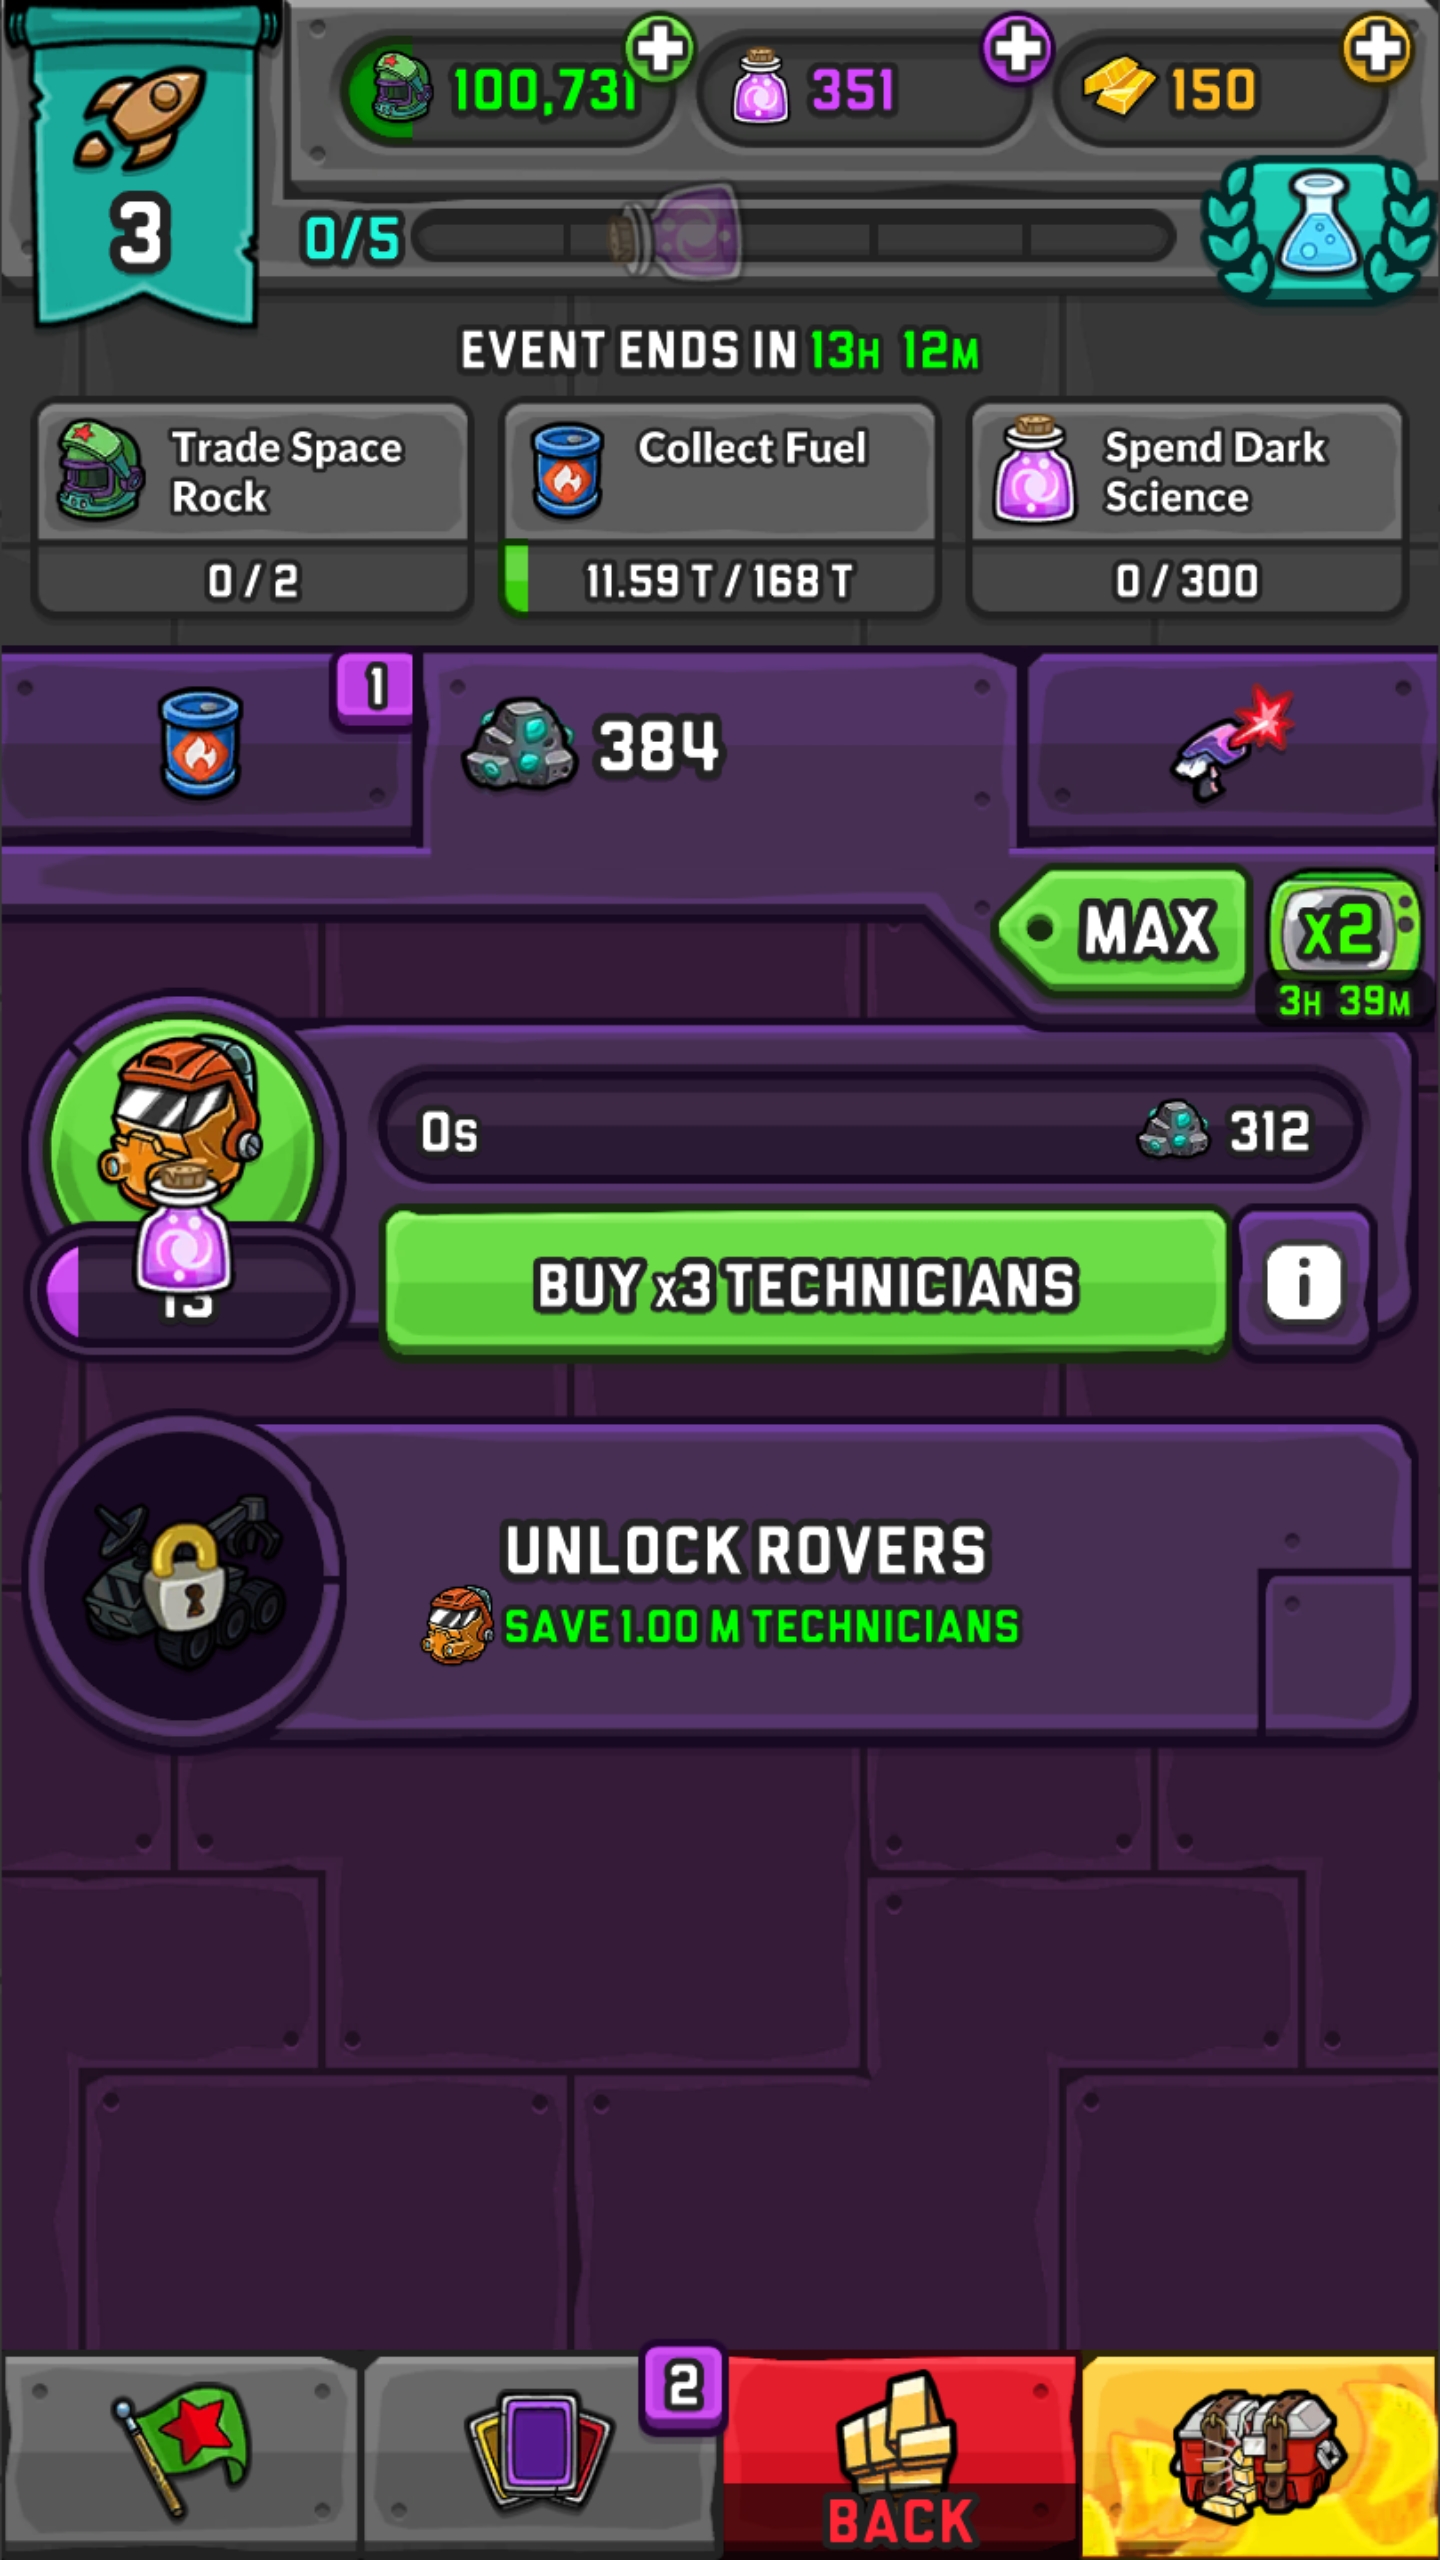 100,731
351
150
3
0/5
EVENT ENDS IN 13H 12M
Trade Space
Rock
0 / 2
Collect Fuel
11.59 T / 168 T
Spend Dark
Science
0 / 300
1
384
MAX
x2
3H 39M
0s
312
BUY x3 TECHNICIANS
i
UNLOCK ROVERS
SAVE 1.00 M TECHNICIANS
2
BACK